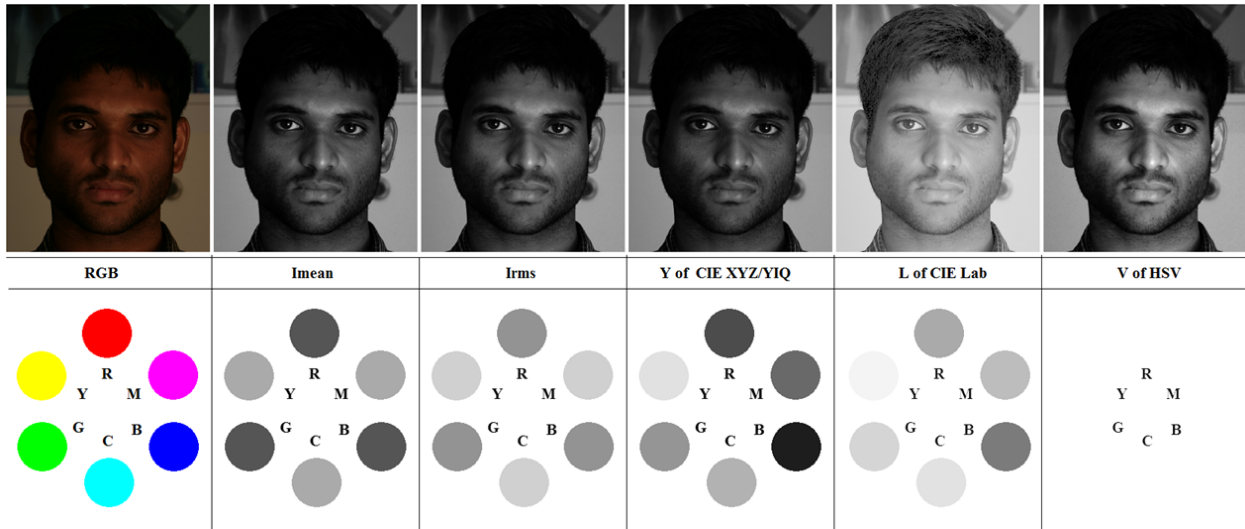 RGB
Imean
Irms
Y of CIE XYZ/YIQ
L of CIE Lab
V of HSV
R
Y M
G B
C
R
Y M
G B
C
R
Y M
G B
C
R
Y M
G B
C
R
Y M
G B
C
R
Y M
G B
C